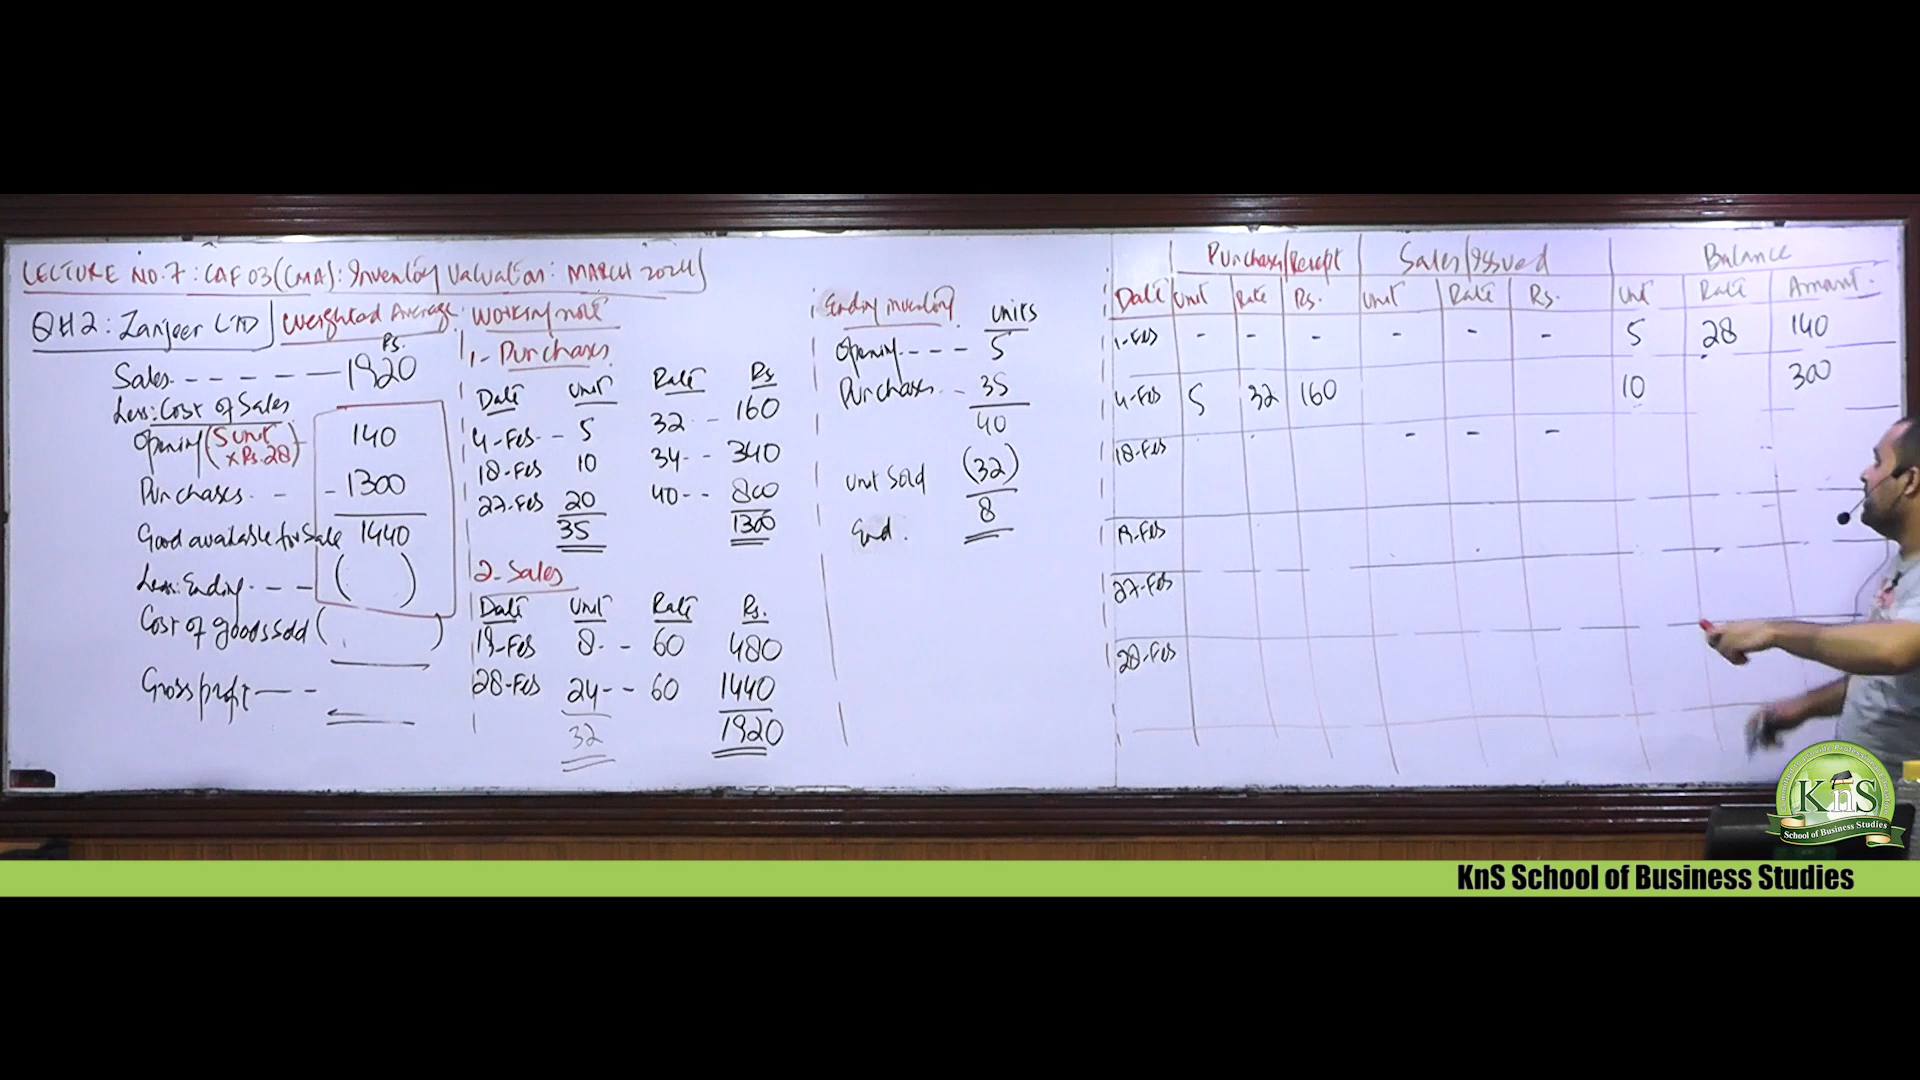 LECTURE NO.7: CAF 03 (CMA): Inventory Valuation: MARCH 2024
Q#2: Zanjeer LTD
Weighted Average:
Rs.
Sales 1920
Less: Cost of Sales
Opening (5 unit x Rs. 28) 140
Purchases 1300
Good available for Sale 1440
Less: Ending ( )
Cost of goods sold ( )
Gross profit
Working note
1- Purchases
Date Unit Rate Rs
4-Feb 5 32 160
18-Feb 10 34 340
27-Feb 20 40 800
35 1300
2-Sales
Date Unit Rate Rs.
19-Feb 8 60 480
28-Feb 24 60 1440
32 1920
Ending inventory units
Opening 5
Purchases 35
40
Unit Sold (32)
End. 8
Purchases/Receipt Sales/Issued Balance
Date Unit Rate Rs. Unit Rate Rs. Unit Rate Amount.
1-Feb - - - - - - 5 28 140
4-Feb 5 32 160 10 300
18-Feb - - -
19-Feb
27-Feb
28-Feb
KnS
School of Business Studies
KnS School of Business Studies